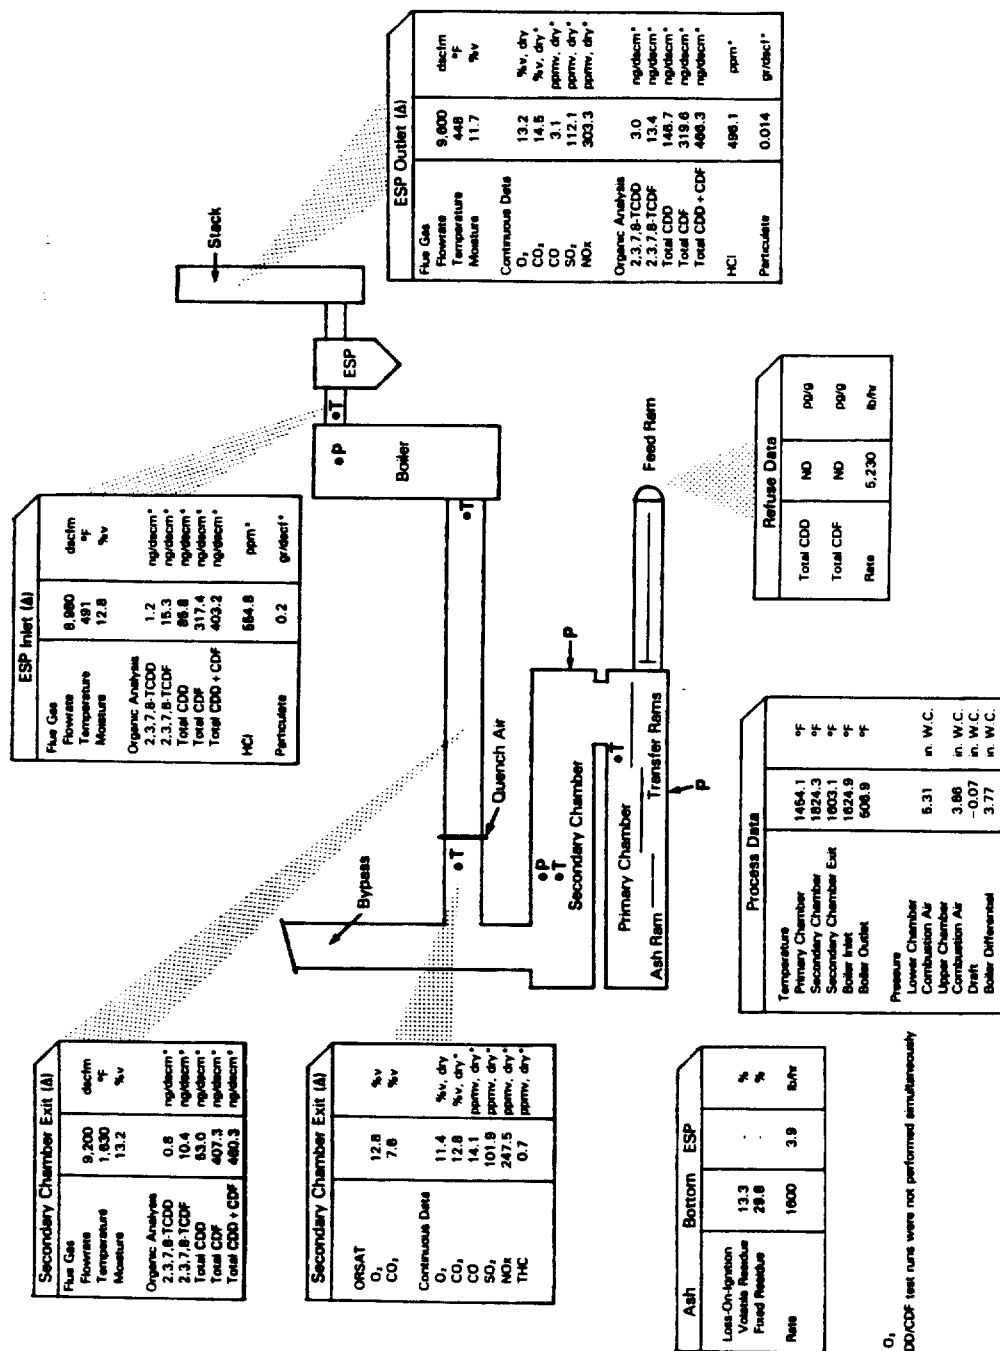 Secondary Chamber Exit (Δ)
Flue Gas
Flowrate 9,200 dscfm
Temperature 1,630 °F
Moisture 13.2 %v
Organic Analysis
2,3,7,8-TCDD 0.8 ng/dscm*
2,3,7,8-TCDF 10.4 ng/dscm*
Total CDD 53.0 ng/dscm*
Total CDF 407.3 ng/dscm*
Total CDD + CDF 460.3 ng/dscm*
Secondary Chamber Exit (Δ)
ORSAT
O₂ 12.8 %v
CO₂ 7.6 %v
Continuous Data
O₂ 11.4 %v, dry
CO₂ 12.8 %v, dry*
CO 14.1 ppmv, dry*
SO₂ 101.9 ppmv, dry*
NOx 247.5 ppmv, dry*
THC 0.7 ppmv, dry*
ESP Inlet (Δ)
Flue Gas
Flowrate 8,980 dscfm
Temperature 491 °F
Moisture 12.8 %v
Organic Analysis
2,3,7,8-TCDD 1.2 ng/dscm*
2,3,7,8-TCDF 15.3 ng/dscm*
Total CDD ng/dscm*
Total CDF 317.4 ng/dscm*
Total CDD + CDF 403.2 ng/dscm*
HCl 554.8 ppm*
Particulate 0.2 gr/dscf*
ESP Outlet (Δ)
Flue Gas
Flowrate 9,600 dscfm
Temperature 448 °F
Moisture 11.7 %v
Continuous Data
O₂ 13.2 %v, dry
CO₂ 14.5 %v, dry*
CO 3.1 ppmv, dry*
SO₂ 112.1 ppmv, dry*
NOx 303.3 ppmv, dry*
Organic Analysis
2,3,7,8-TCDD 3.0 ng/dscm*
2,3,7,8-TCDF 13.4 ng/dscm*
Total CDD 146.7 ng/dscm*
Total CDF 319.6 ng/dscm*
Total CDD + CDF 466.3 ng/dscm*
HCl 496.1 ppm*
Particulate 0.014 gr/dscf*
Bypass
•T
Quench Air
•T
Boiler
•P
•T
ESP
Stack
Secondary Chamber
•P
•T
P
Primary Chamber
•T
Ash Ram
Transfer Rams
P
Feed Ram
Ash Bottom ESP
Loss-On-Ignition
Volatile Residue 13.3 %
Fixed Residue 29.8 %
Rate 1600 3.9 lb/hr
Process Data
Temperature
Primary Chamber 1454.1 °F
Secondary Chamber 1824.3 °F
Secondary Chamber Exit 1603.1 °F
Boiler Inlet 1624.9 °F
Boiler Outlet 506.9 °F
Pressure
Lower Chamber
Combustion Air 5.31 in. W.C.
Upper Chamber
Combustion Air 3.86 in. W.C.
Draft -0.07 in. W.C.
Boiler Differential 3.77 in. W.C.
Refuse Data
Total CDD ND pg/g
Total CDF ND pg/g
Rate 5,230 lb/hr
O₂
DD/CDF test runs were not performed simultaneously